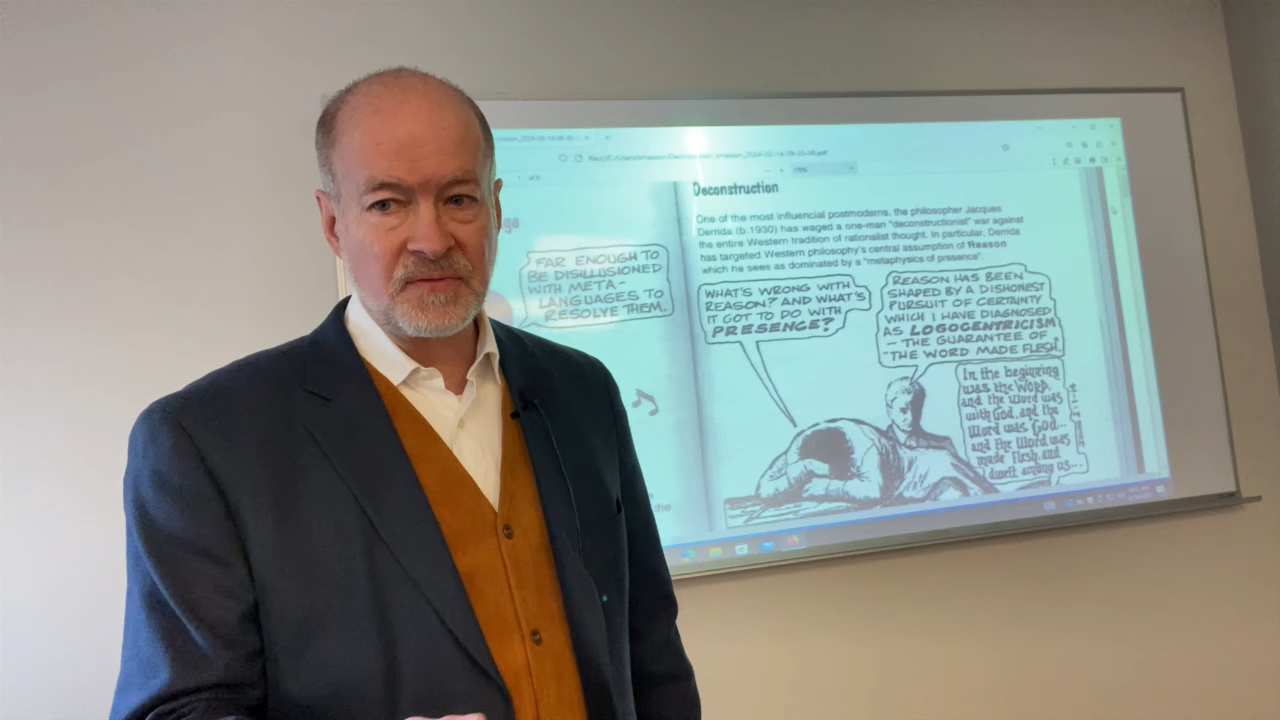 Deconstruction
One of the most influential postmoderns, the philosopher Jacques
Derrida (b.1930) has waged a one-man "deconstructionist" war against
the entire Western tradition of rationalist thought. In particular, Derrida
has targeted Western philosophy's central assumption of Reason
which he sees as dominated by a "metaphysics of presence".
FAR ENOUGH TO
BE DISILLUSIONED
WITH META-
LANGUAGES TO
RESOLVE THEM.
WHAT'S WRONG WITH
REASON? AND WHAT'S
IT GOT TO DO WITH
PRESENCE?
REASON HAS BEEN
SHAPED BY A DISHONEST
PURSUIT OF CERTAINTY
WHICH I HAVE DIAGNOSED
AS LOGOCENTRICISM
– THE GUARANTEE OF
"THE WORD MADE FLESH.
In the beginning
was the WORD,
and the Word was
with God, and the
Word was God...
and the Word was
made flesh, and
dwelt among us...
the